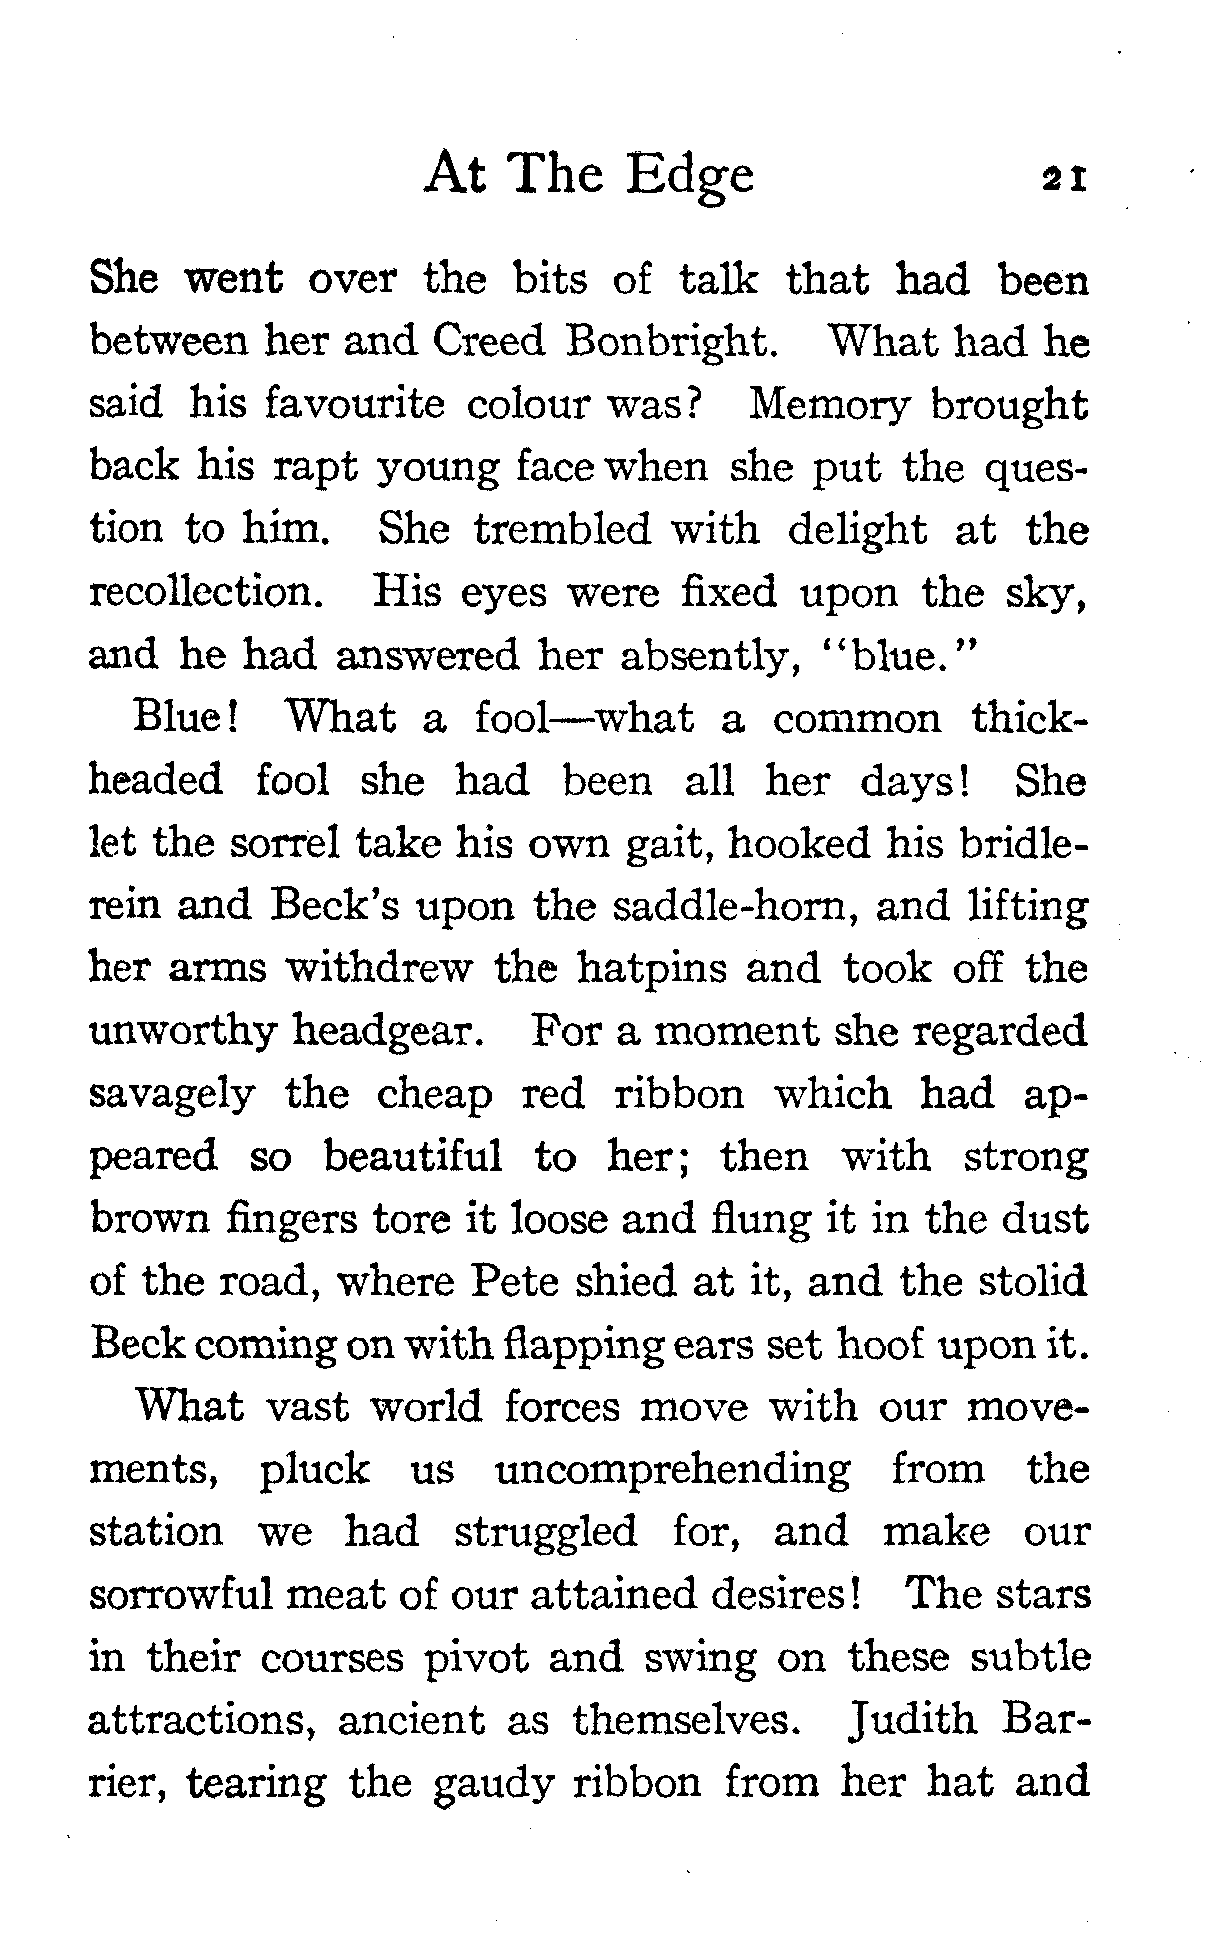 At The Edge 21
She went over the bits of talk that had been
between her and Creed Bonbright. What had he
said his favourite colour was? Memory brought
back his rapt young face when she put the ques-
tion to him. She trembled with delight at the
recollection. His eyes were fixed upon the sky,
and he had answered her absently, "blue."
Blue! What a fool—what a common thick-
headed fool she had been all her days! She
let the sorrel take his own gait, hooked his bridle-
rein and Beck's upon the saddle-horn, and lifting
her arms withdrew the hatpins and took off the
unworthy headgear. For a moment she regarded
savagely the cheap red ribbon which had ap-
peared so beautiful to her; then with strong
brown fingers tore it loose and flung it in the dust
of the road, where Pete shied at it, and the stolid
Beck coming on with flapping ears set hoof upon it.
What vast world forces move with our move-
ments, pluck us uncomprehending from the
station we had struggled for, and make our
sorrowful meat of our attained desires! The stars
in their courses pivot and swing on these subtle
attractions, ancient as themselves. Judith Bar-
rier, tearing the gaudy ribbon from her hat and